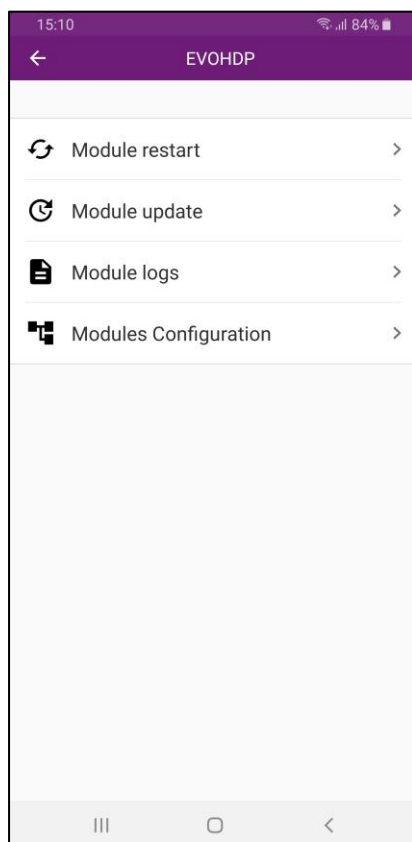 15:10 84%
EVOHDP
Module restart
Module update
Module logs
Modules Configuration